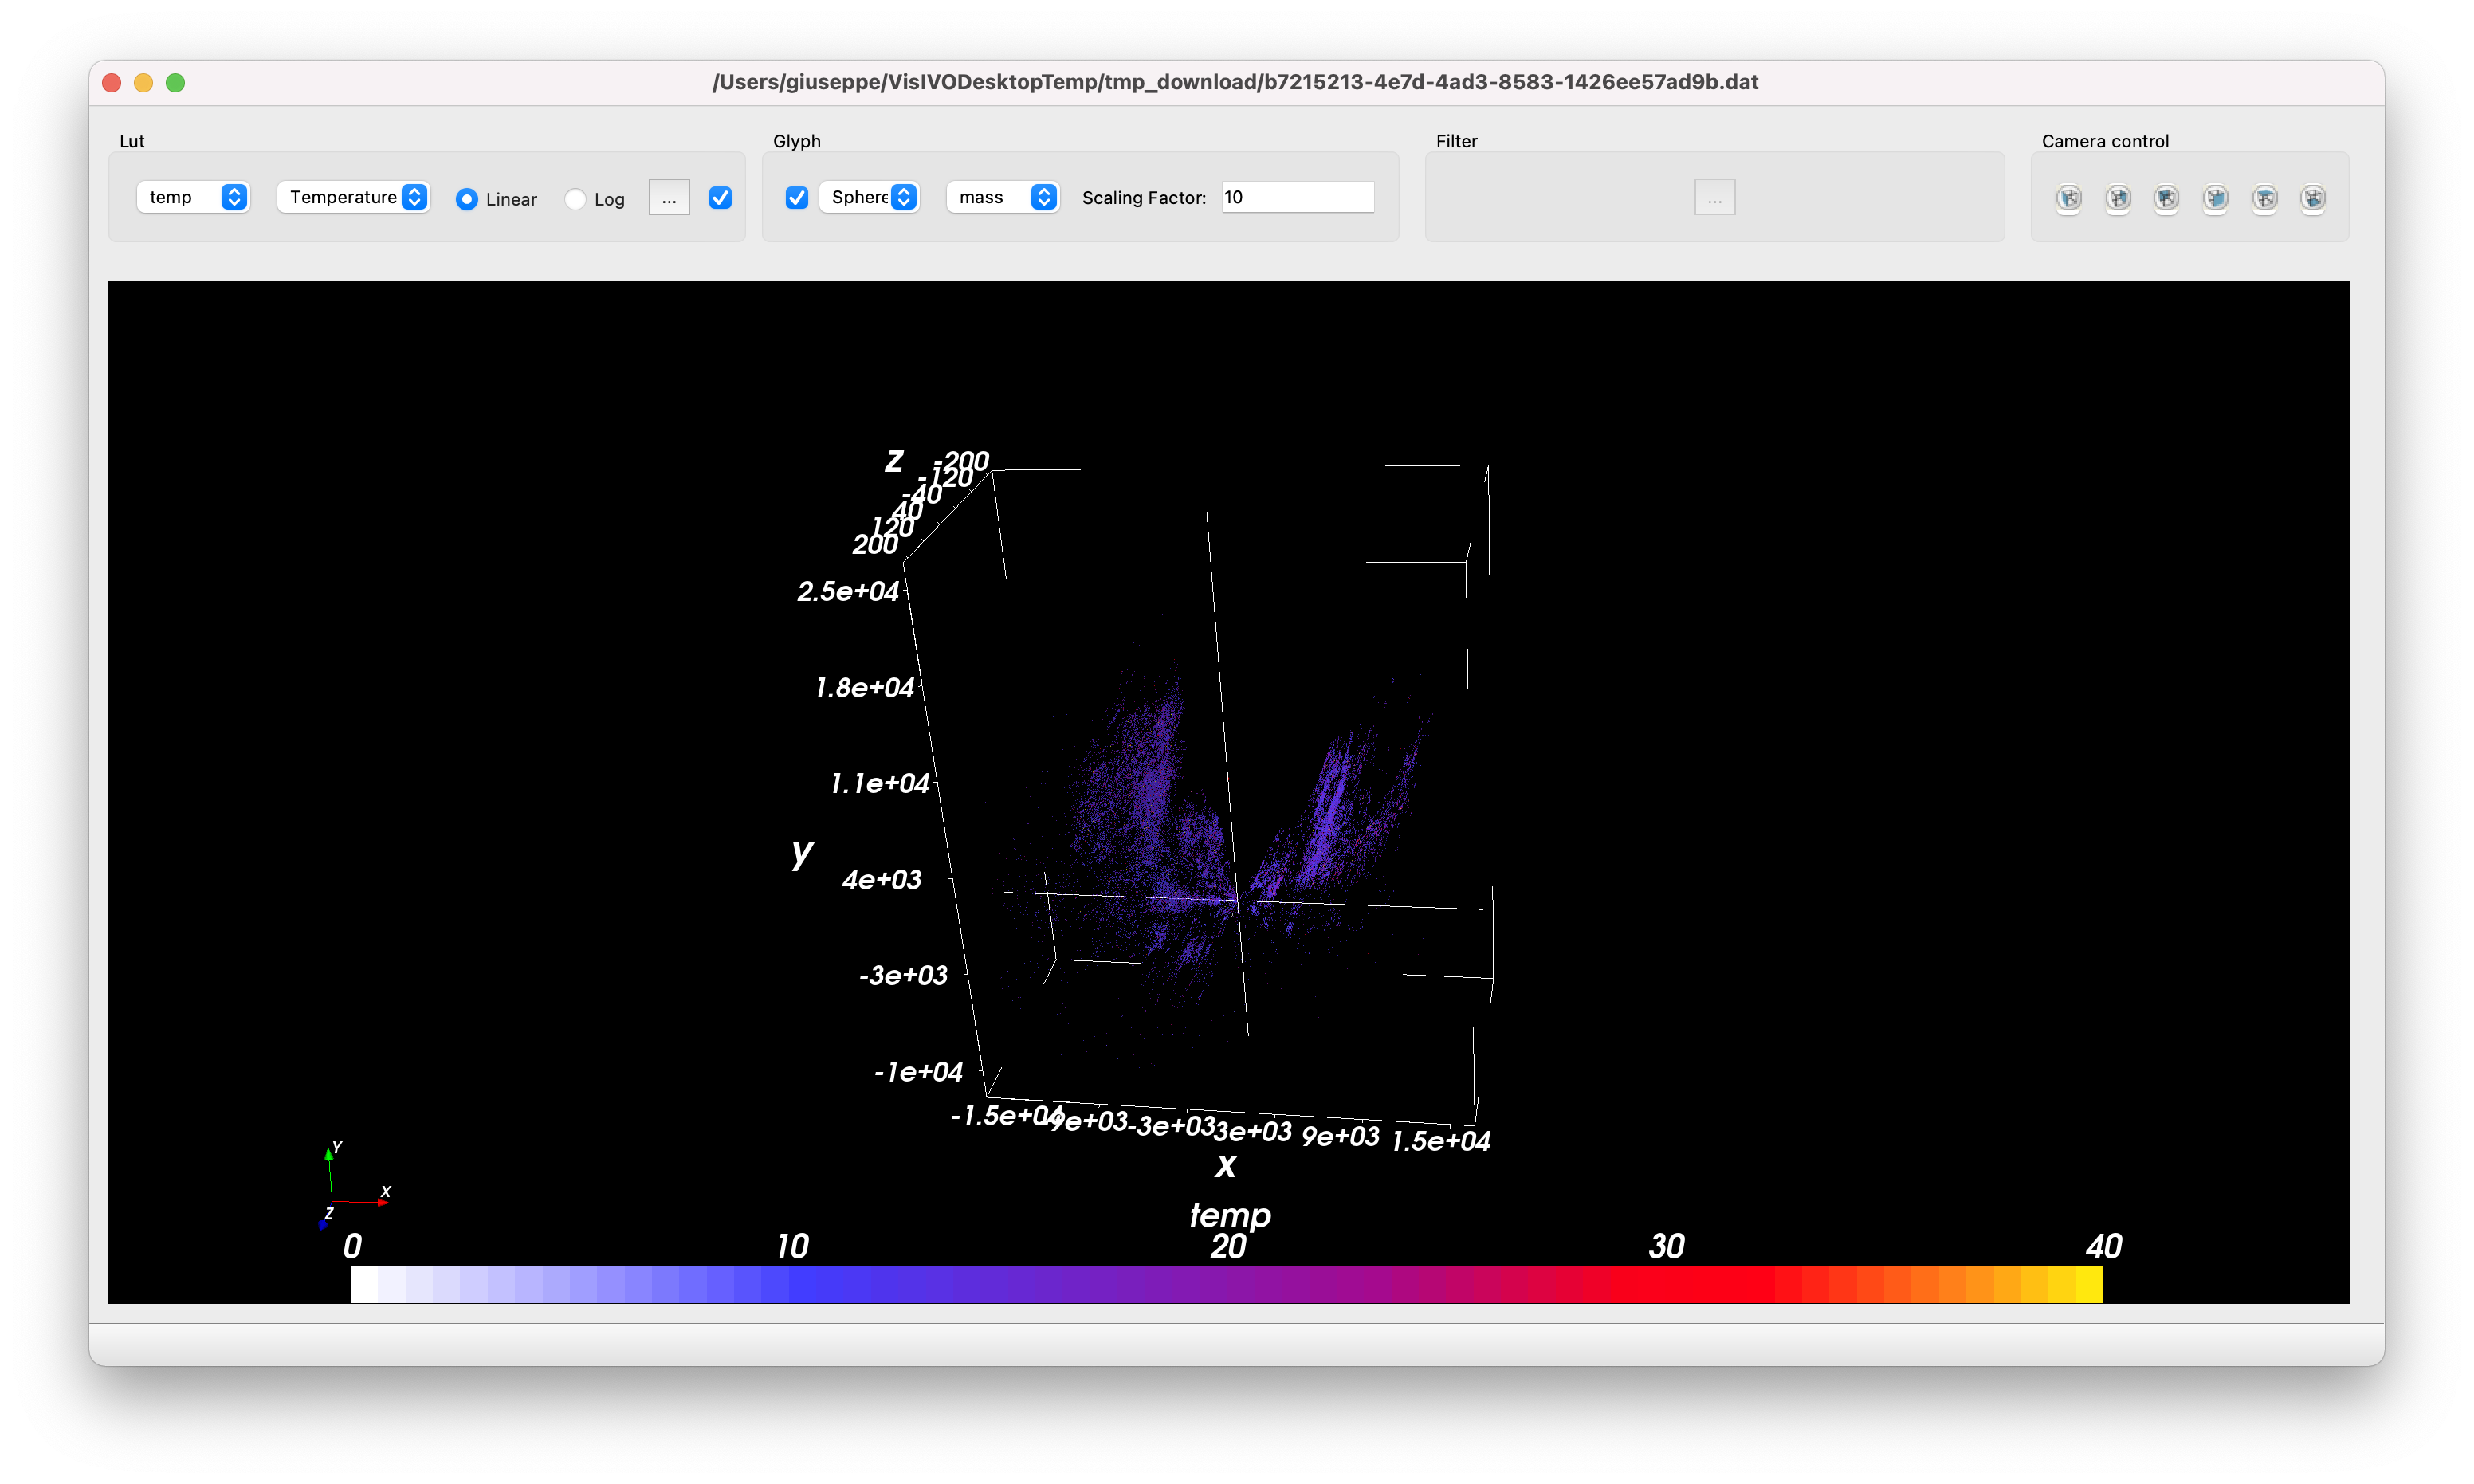 /Users/giuseppe/VisIVODesktopTemp/tmp_download/b7215213-4e7d-4ad3-8583-1426ee57ad9b.dat
Lut
Glyph
Filter
Camera control
temp
Temperature
Linear
Log
...
Sphere
mass
Scaling Factor:
10
...
z
-200
-120
-40
40
120
200
2.5e+04
1.8e+04
1.1e+04
y
4e+03
-3e+03
-1e+04
-1.5e+04 -9e+03 -3e+03 3e+03 9e+03 1.5e+04
x
Y
X
Z
temp
0 10 20 30 40